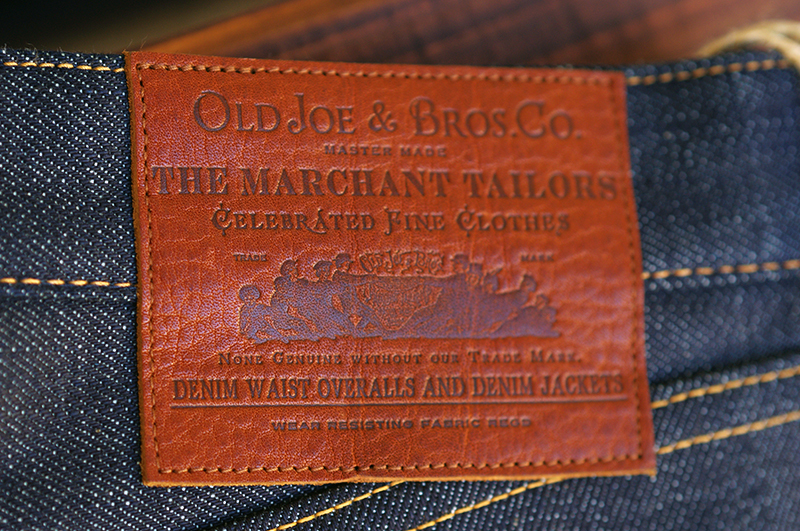 OLD JOE & BROS. CO.
MASTER MADE
THE MARCHANT TAILORS
CELEBRATED FINE CLOTHES
TRADE MARK
NONE GENUINE WITHOUT OUR TRADE MARK.
DENIM WAIST OVERALLS AND DENIM JACKETS
WEAR RESISTING FABRIC REGD